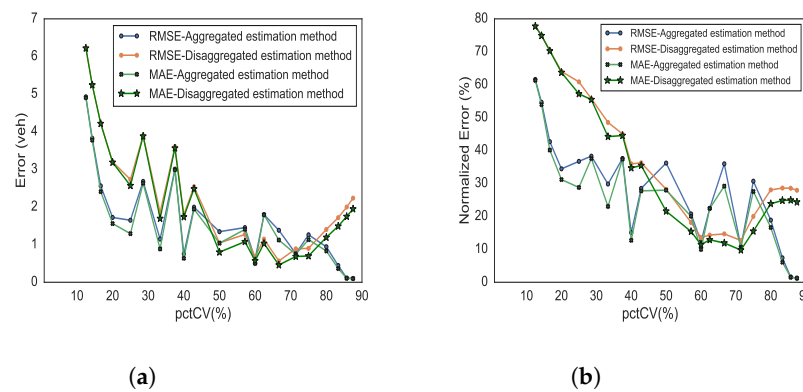 7
6
5
4
3
2
1
0
Error (veh)
RMSE-Aggregated estimation method
RMSE-Disaggregated estimation method
MAE-Aggregated estimation method
MAE-Disaggregated estimation method
10 20 30 40 50 60 70 80 90
pctCV(%)
(a)
80
70
60
50
40
30
20
10
0
Normalized Error (%)
RMSE-Aggregated estimation method
RMSE-Disaggregated estimation method
MAE-Aggregated estimation method
MAE-Disaggregated estimation method
10 20 30 40 50 60 70 80 9
pctCV(%)
(b)